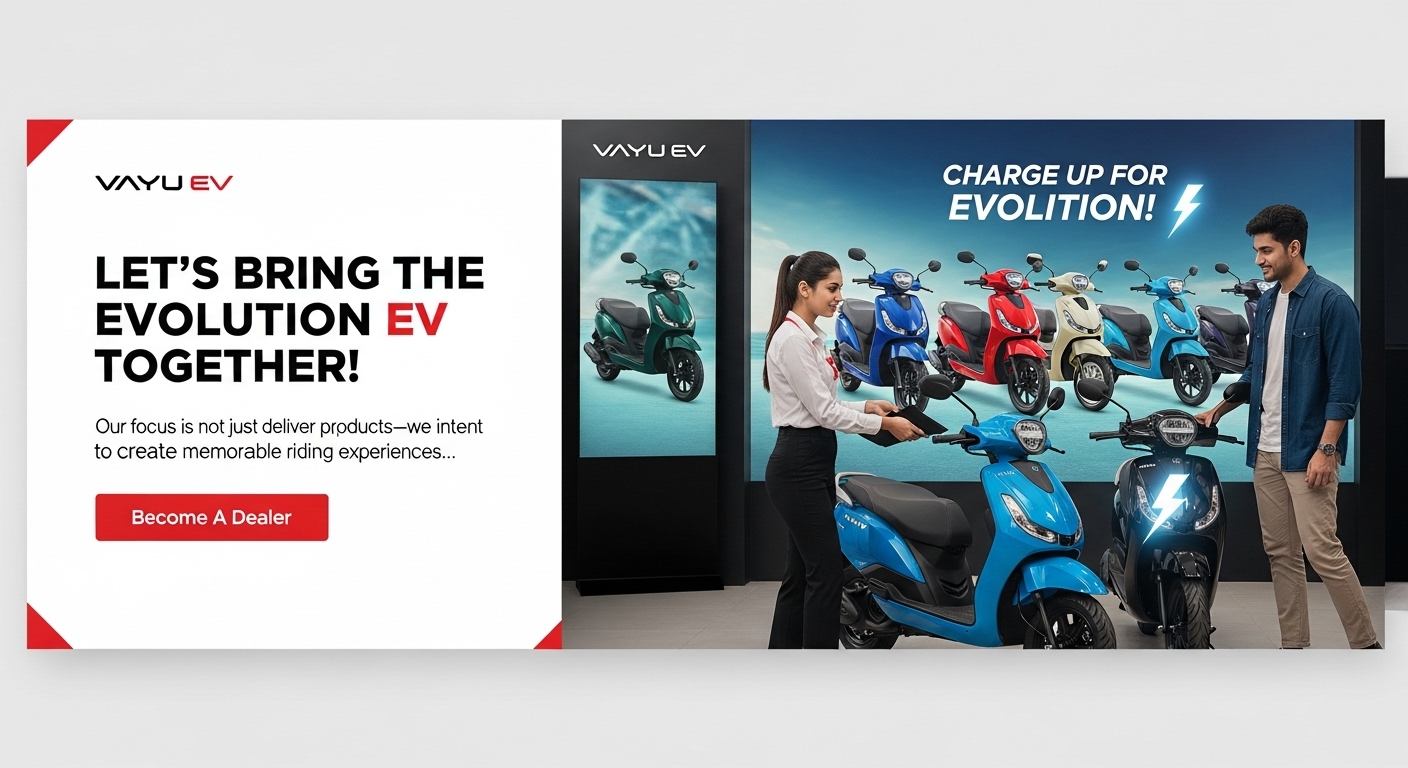 VAYU EV
LET'S BRING THE
EVOLUTION EV
TOGETHER!
Our focus is not just deliver products—we intent
to create memorable riding experiences...
Become A Dealer
VAYU EV
CHARGE UP FOR
EVOLITION!